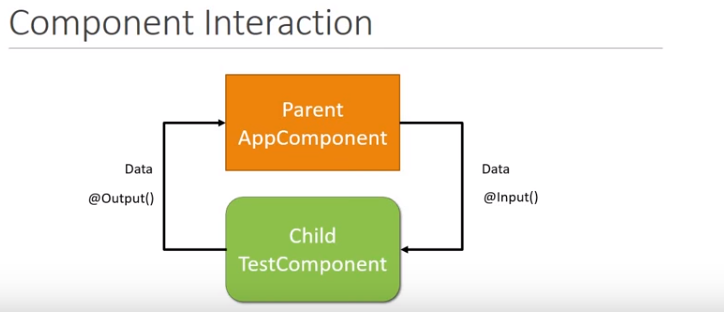 Component Interaction
Parent
AppComponent
Data
@Output()
Data
@Input()
Child
TestComponent